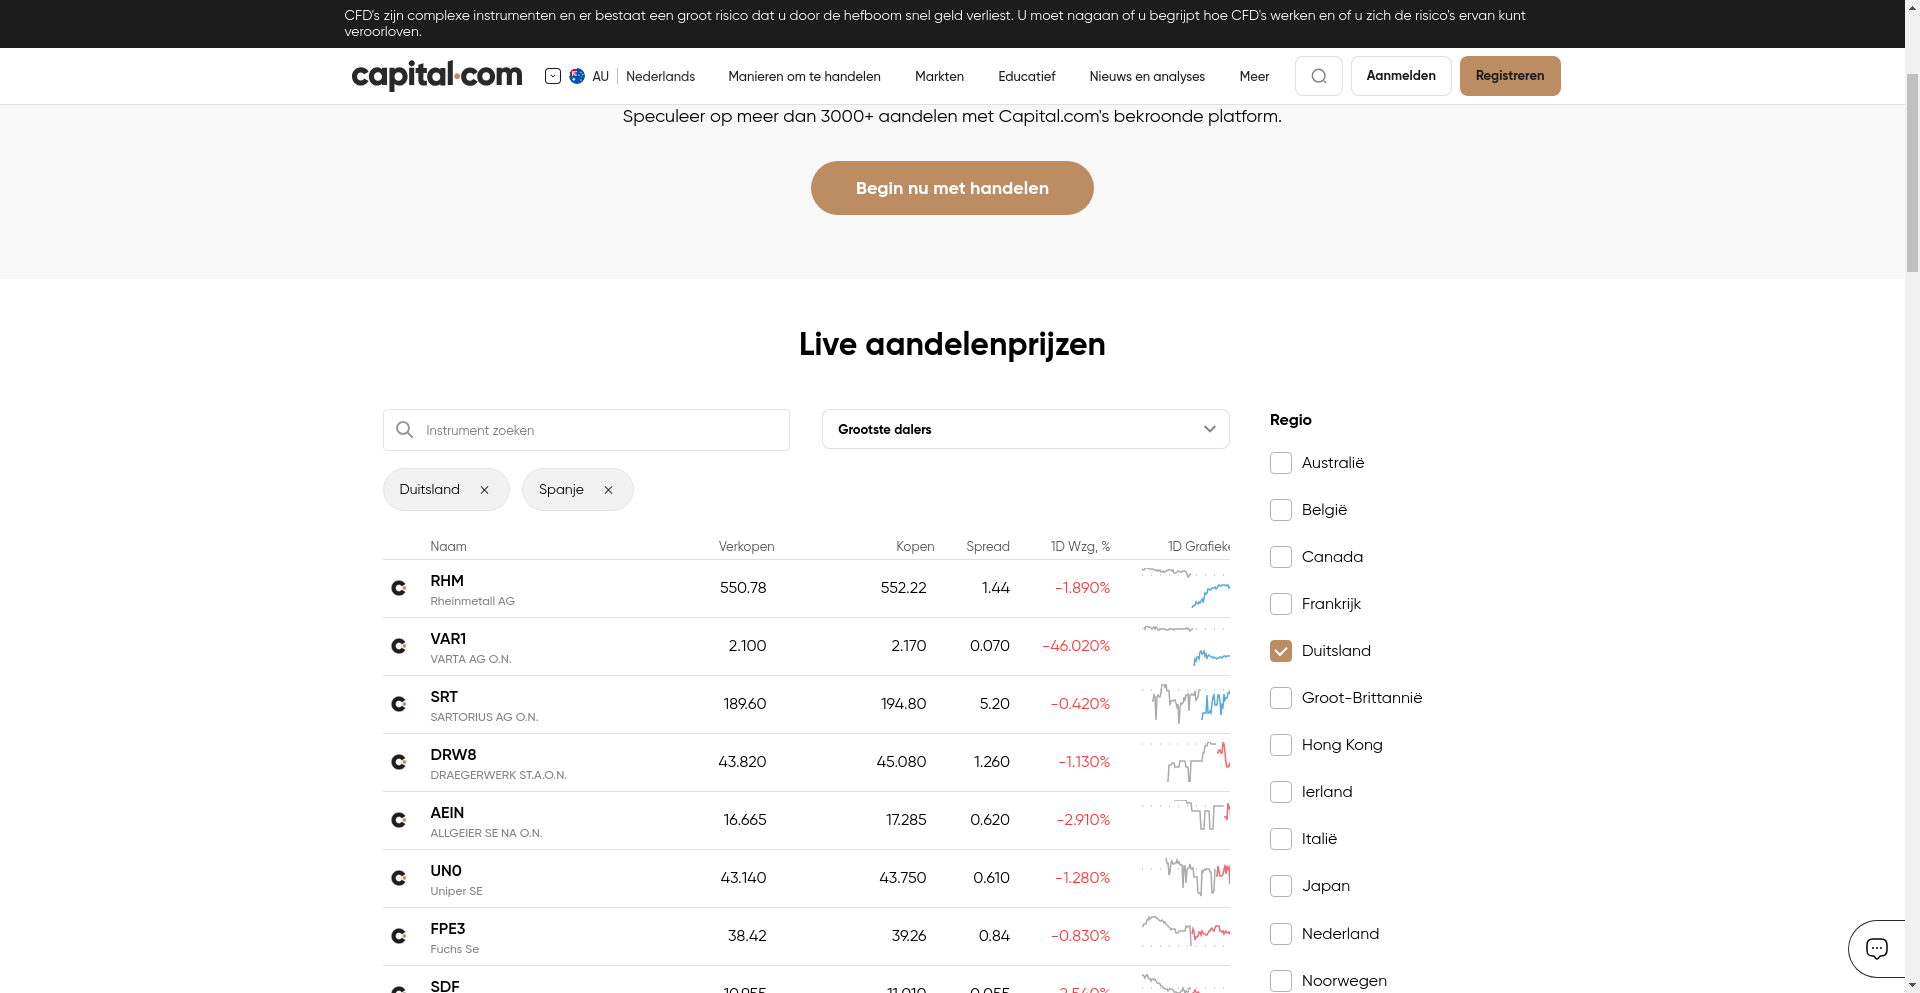 CFD's zijn complexe instrumenten en er bestaat een groot risico dat u door de hefboom snel geld verliest. U moet nagaan of u begrijpt hoe CFD's werken en of u zich de risico's ervan kunt
veroorloven.
capital.com AU Nederlands Manieren om te handelen Markten Educatief Nieuws en analyses Meer Aanmelden Registreren
Speculeer op meer dan 3000+ aandelen met Capital.com's bekroonde platform.
Begin nu met handelen
Live aandelenprijzen
Instrument zoeken
Grootste dalers
Duitsland
Spanje
Naam Verkopen Kopen Spread 1D Wzg, % 1D Grafiek
RHM 550.78 552.22 1.44 -1.890%
Rheinmetall AG
VAR1 2.100 2.170 0.070 -46.020%
VARTA AG O.N.
SRT 189.60 194.80 5.20 -0.420%
SARTORIUS AG O.N.
DRW8 43.820 45.080 1.260 -1.130%
DRAEGERWERK ST.A.O.N.
AEIN 16.665 17.285 0.620 -2.910%
ALLGEIER SE NA O.N.
UN0 43.140 43.750 0.610 -1.280%
Uniper SE
FPE3 38.42 39.26 0.84 -0.830%
Fuchs Se
SDF 10.955 11.010 0.055 -2.540%
Regio
Australië
België
Canada
Frankrijk
Duitsland
Groot-Brittannië
Hong Kong
Ierland
Italië
Japan
Nederland
Noorwegen